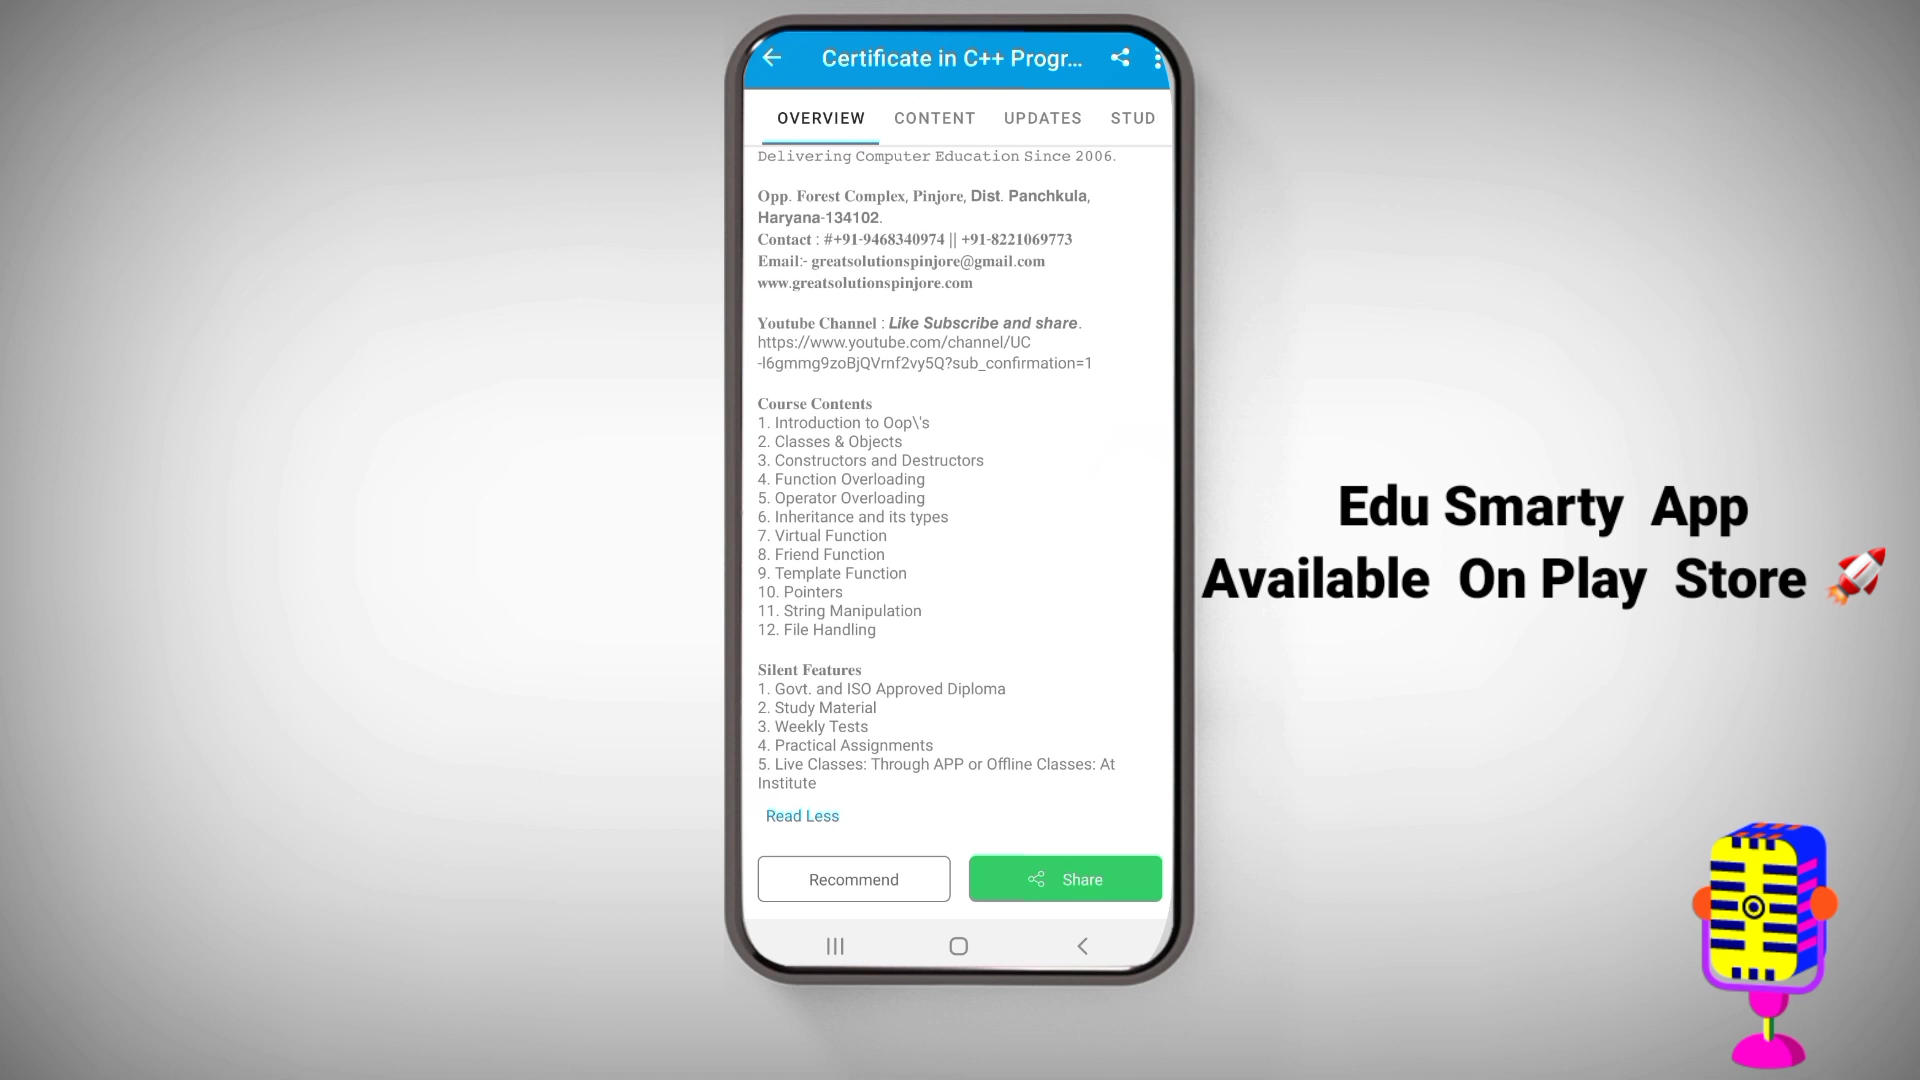 Certificate in C++ Progr...
OVERVIEW CONTENT UPDATES STUD
Delivering Computer Education Since 2006.
Opp. Forest Complex, Pinjore, Dist. Panchkula,
Haryana-134102.
Contact : #+91-9468340974 || +91-8221069773
Email:- greatsolutionspinjore@gmail.com
www.greatsolutionspinjore.com
Youtube Channel : Like Subscribe and share.
https://www.youtube.com/channel/UC
-l6gmmg9zoBjQVrnf2vy5Q?sub_confirmation=1
Course Contents
1. Introduction to Oop\'s
2. Classes & Objects
3. Constructors and Destructors
4. Function Overloading
5. Operator Overloading
6. Inheritance and its types
7. Virtual Function
8. Friend Function
9. Template Function
10. Pointers
11. String Manipulation
12. File Handling
Silent Features
1. Govt. and ISO Approved Diploma
2. Study Material
3. Weekly Tests
4. Practical Assignments
5. Live Classes: Through APP or Offline Classes: At
Institute
Read Less
Recommend Share
Edu Smarty App
Available On Play Store 🚀